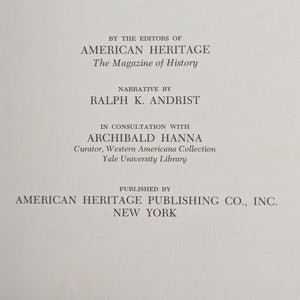 BY THE EDITORS OF
AMERICAN HERITAGE
The Magazine of History
NARRATIVE BY
RALPH K. ANDRIST
IN CONSULTATION WITH
ARCHIBALD HANNA
Curator, Western Americana Collection
Yale University Library
PUBLISHED BY
AMERICAN HERITAGE PUBLISHING CO., INC.
NEW YORK